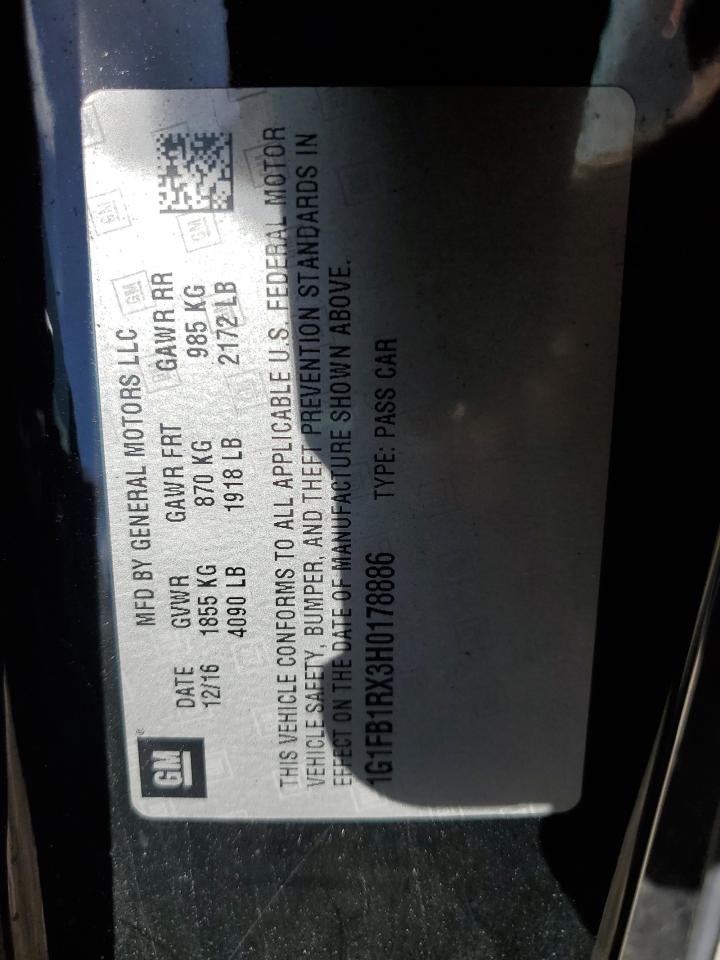 GM
MFD BY GENERAL MOTORS LLC
DATE GVWR GAWR FRT GAWR RR
12/16 1855 KG 870 KG 985 KG
4090 LB 1918 LB 2172 LB
THIS VEHICLE CONFORMS TO ALL APPLICABLE U.S. FEDERAL MOTOR
VEHICLE SAFETY, BUMPER, AND THEFT PREVENTION STANDARDS IN
EFFECT ON THE DATE OF MANUFACTURE SHOWN ABOVE.
1G1FB1RX3H0178886 TYPE: PASS CAR